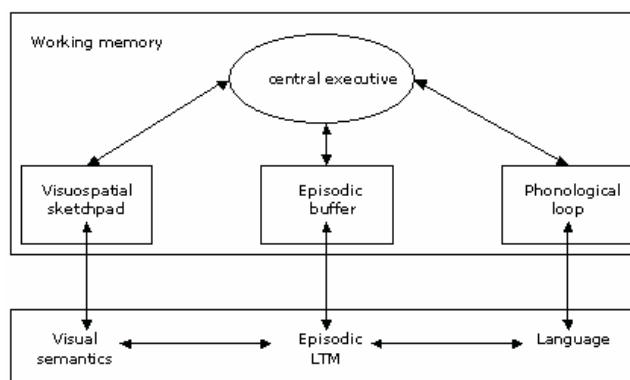 Working memory
central executive
Visuospatial
sketchpad
Episodic
buffer
Phonological
loop
Visual
semantics
Episodic
LTM
Language